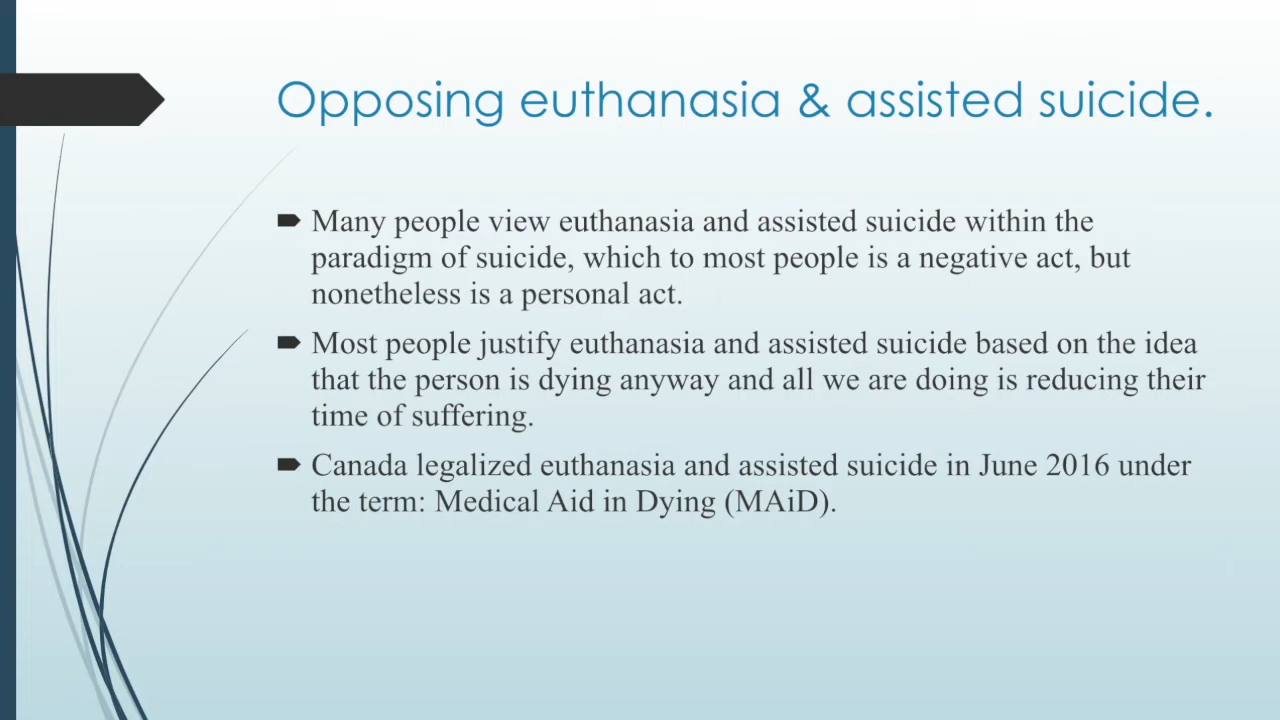 Opposing euthanasia & assisted suicide.
Many people view euthanasia and assisted suicide within the
paradigm of suicide, which to most people is a negative act, but
nonetheless is a personal act.
Most people justify euthanasia and assisted suicide based on the idea
that the person is dying anyway and all we are doing is reducing their
time of suffering.
Canada legalized euthanasia and assisted suicide in June 2016 under
the term: Medical Aid in Dying (MAiD).